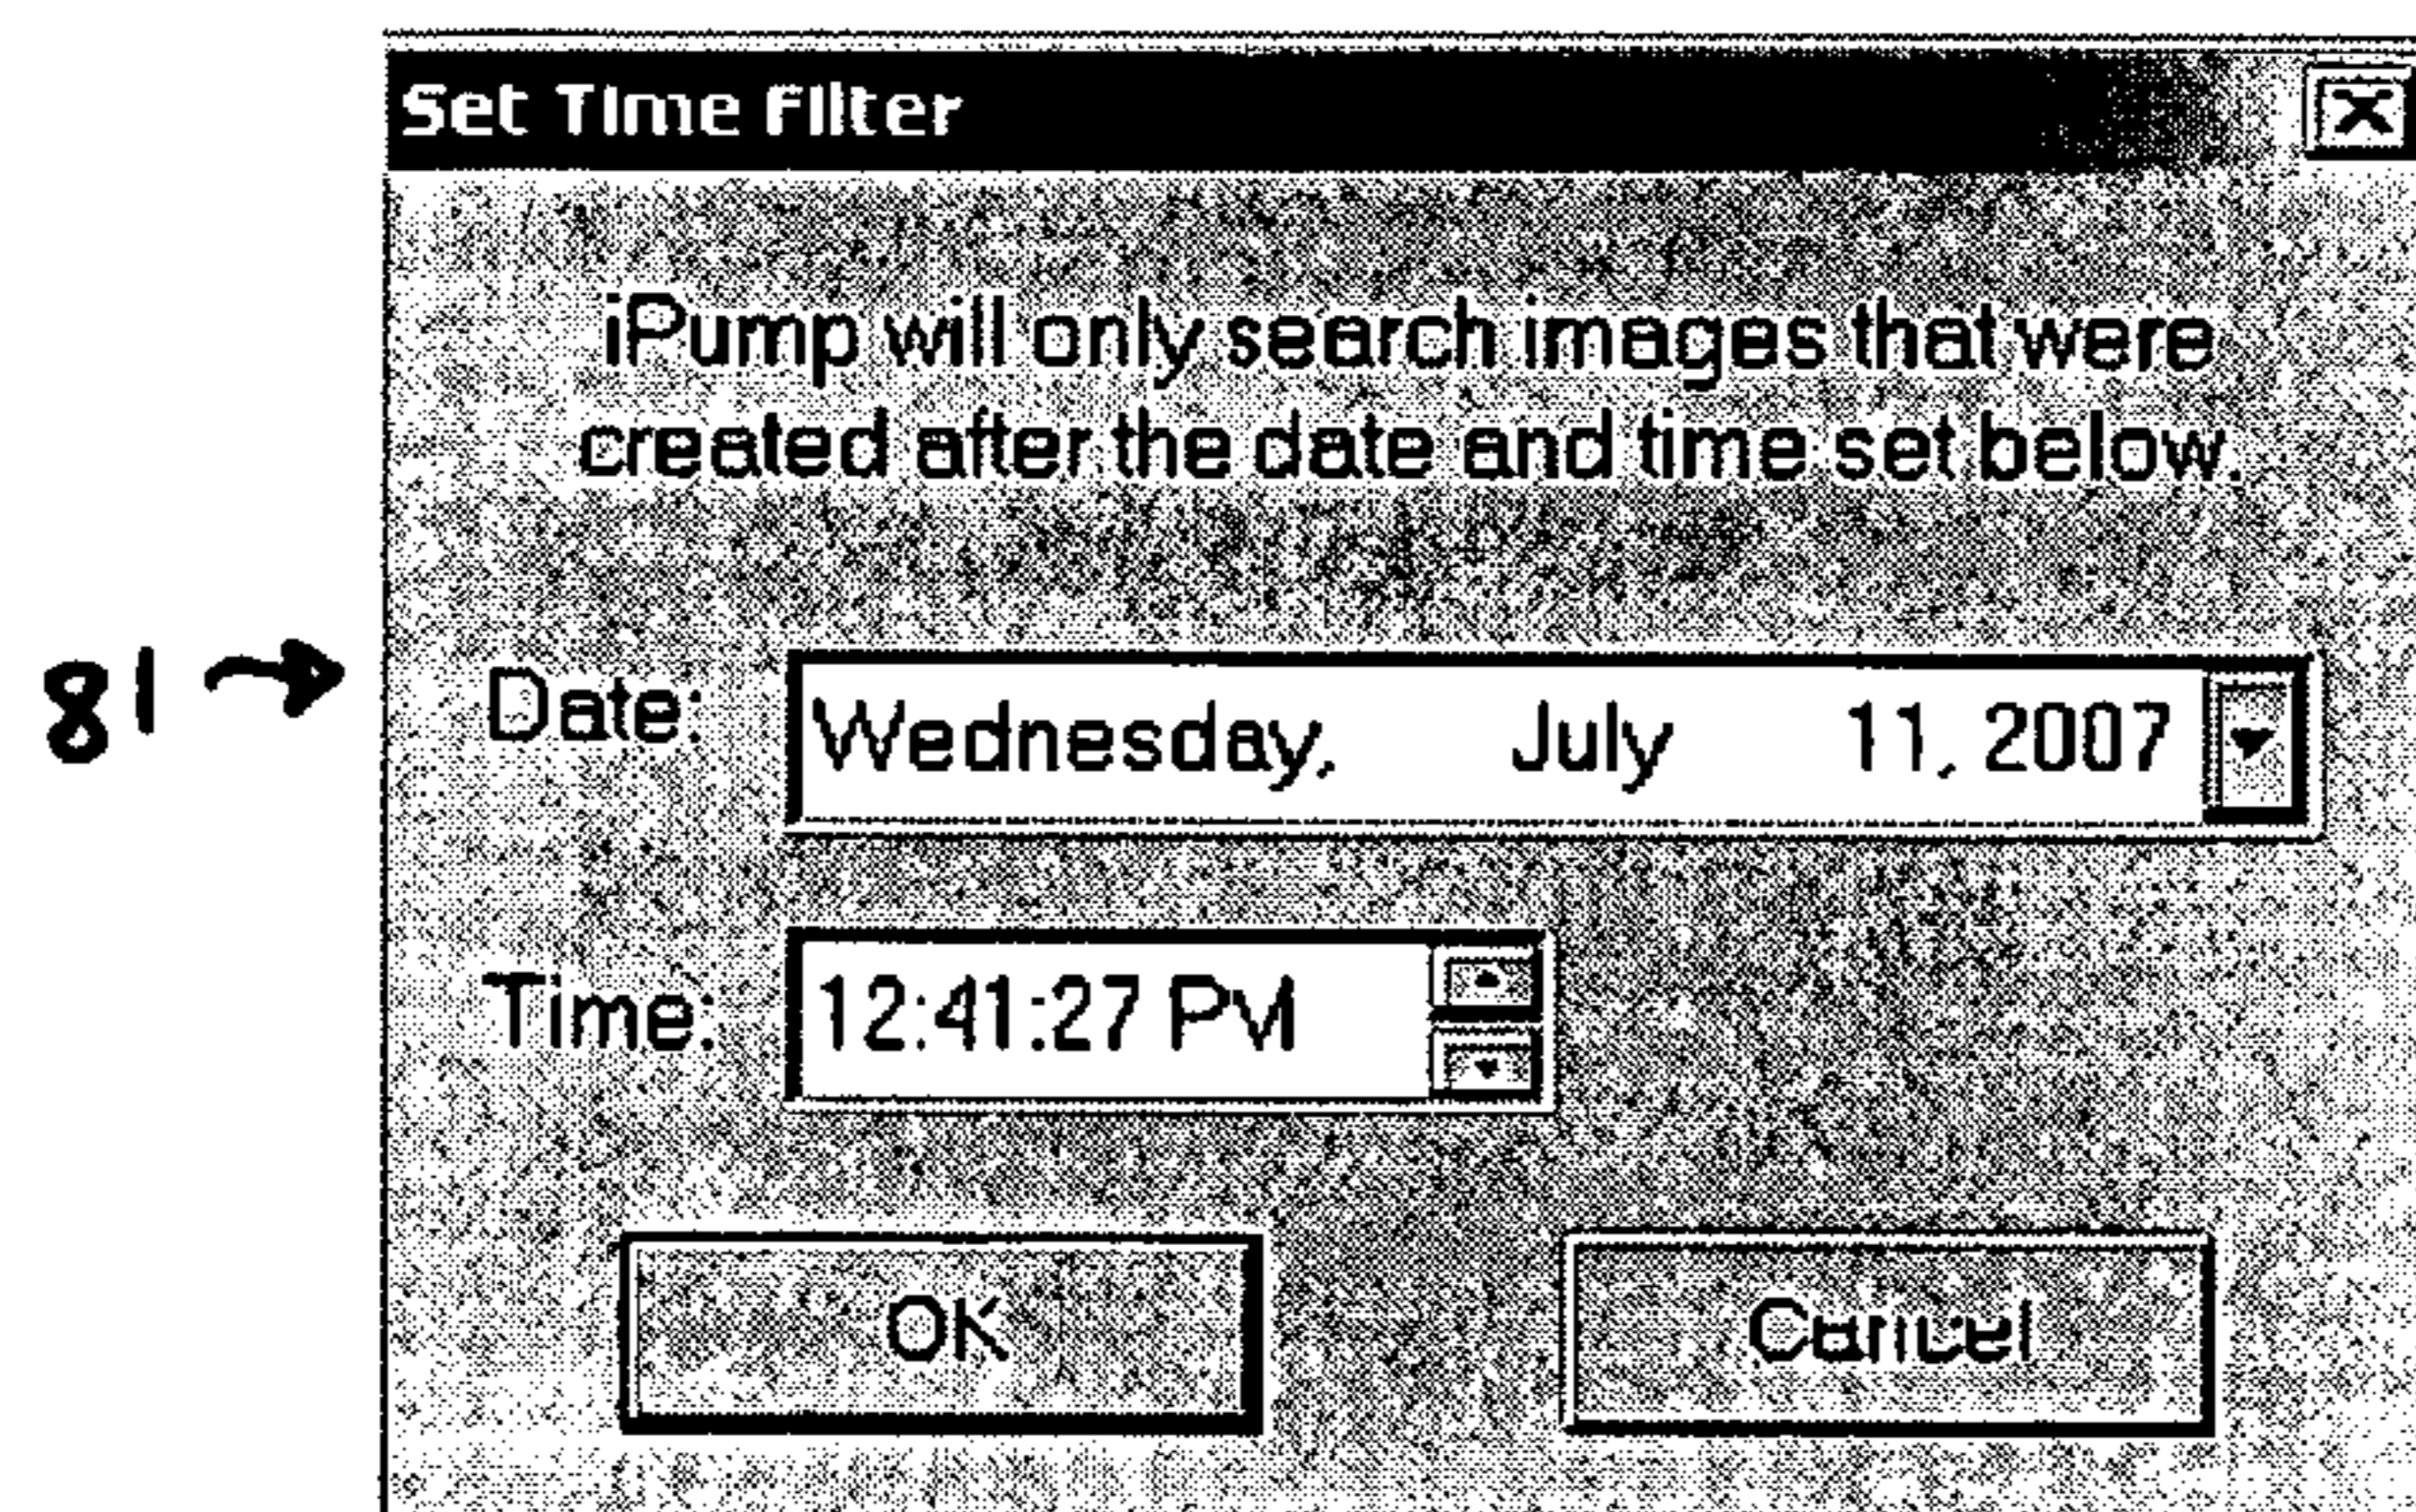 Set Time Filter
iPump will only search images that were
created after the date and time set below.
81
Date: Wednesday, July 11, 2007
Time: 12:41:27 PM
OK Cancel